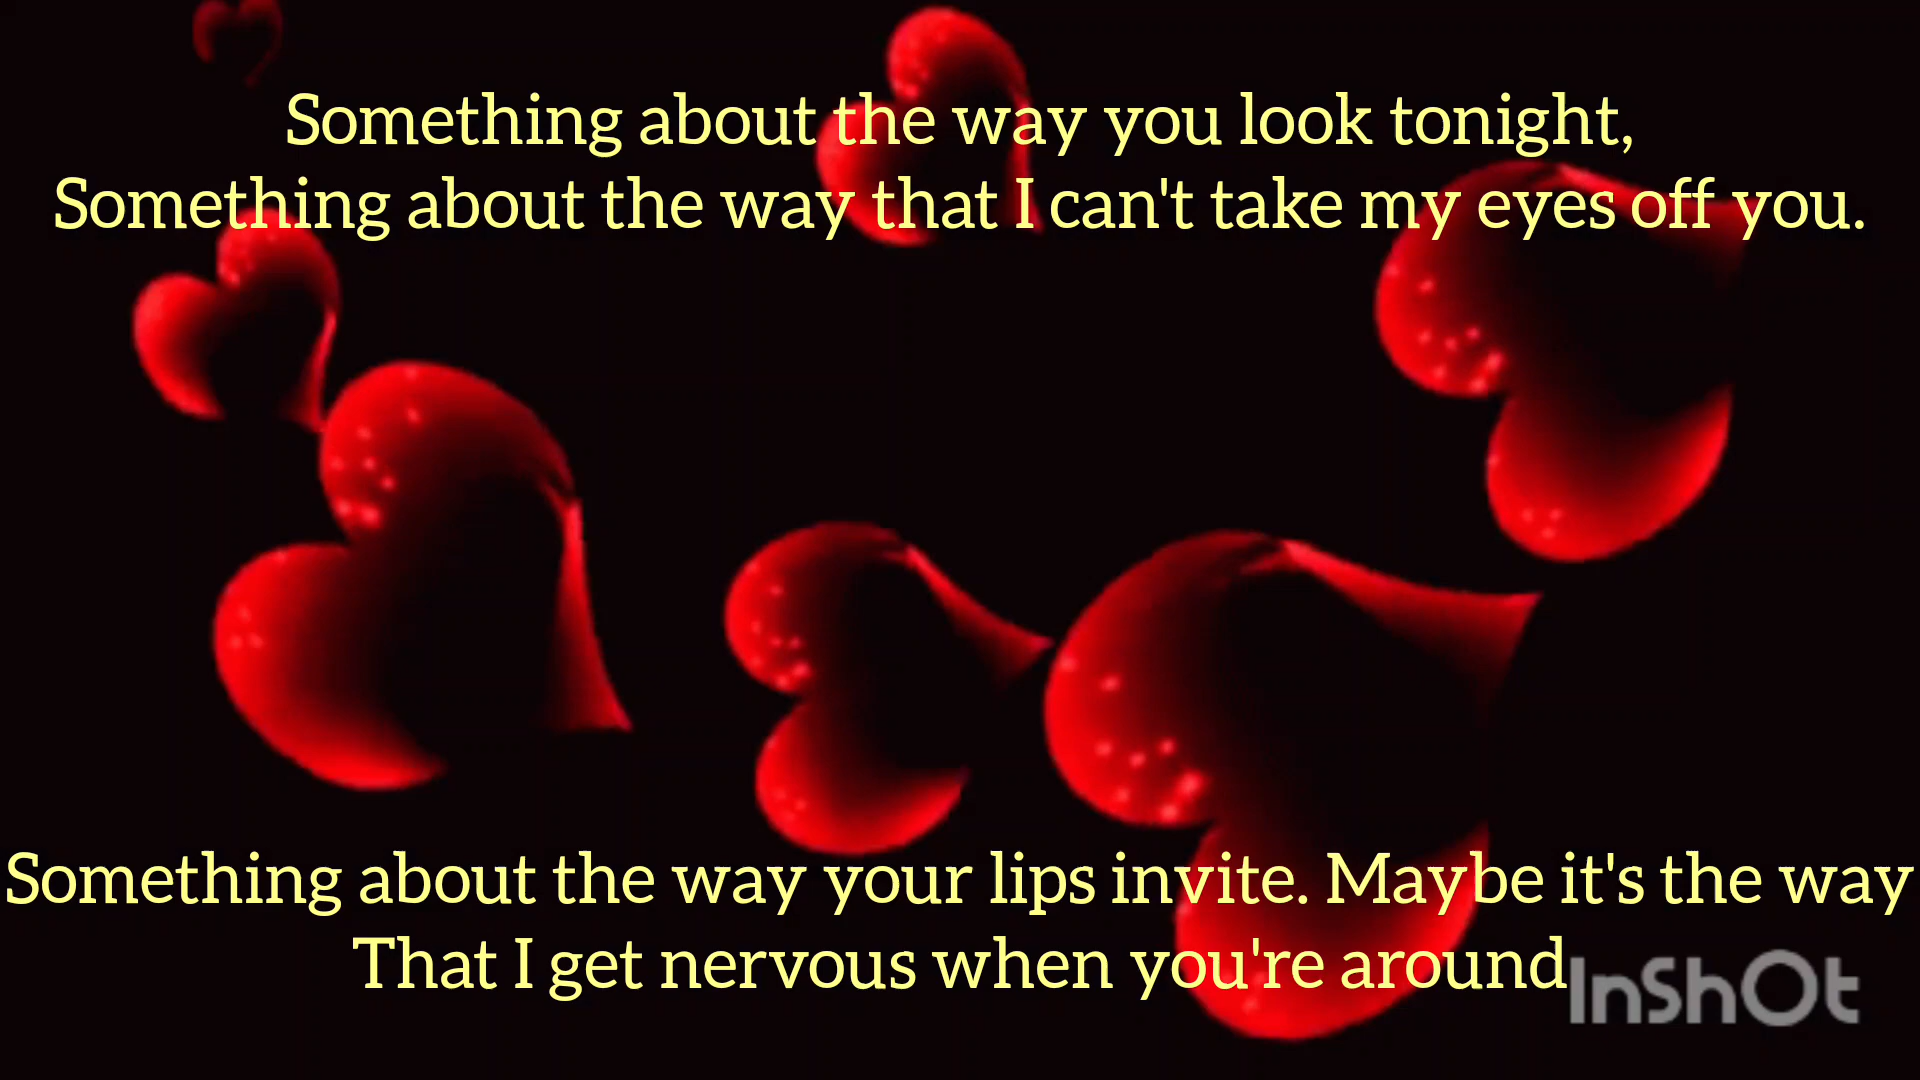 Something about the way you look tonight,
Something about the way that I can't take my eyes off you.
Something about the way your lips invite. Maybe it's the way
That I get nervous when you're around
InShOt